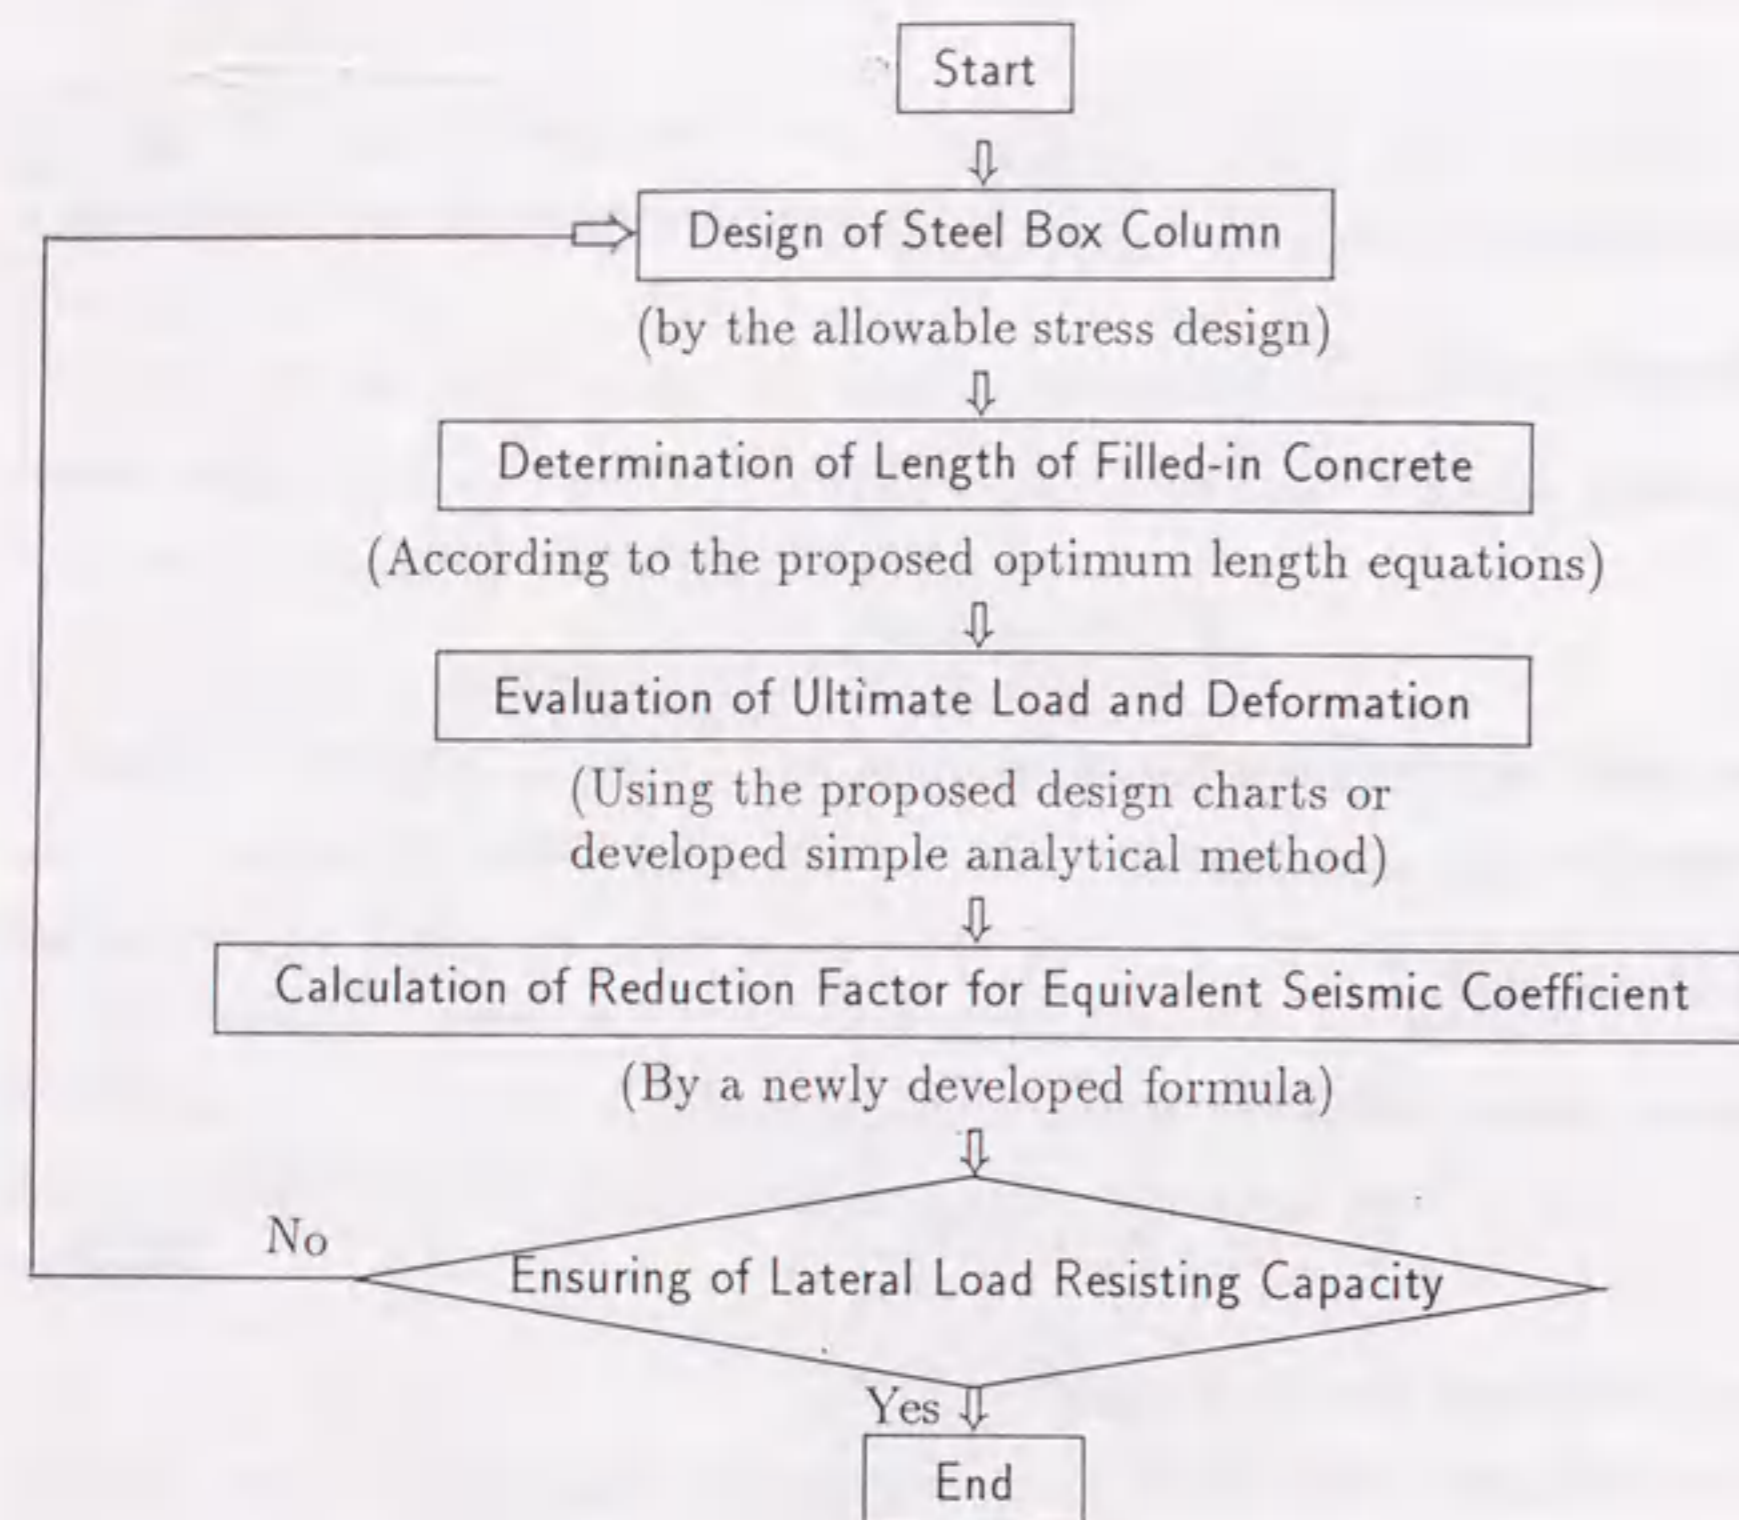 Start
Design of Steel Box Column
(by the allowable stress design)
Determination of Length of Filled-in Concrete
(According to the proposed optimum length equations)
Evaluation of Ultimate Load and Deformation
(Using the proposed design charts or
developed simple analytical method)
Calculation of Reduction Factor for Equivalent Seismic Coefficient
(By a newly developed formula)
No
Ensuring of Lateral Load Resisting Capacity
Yes
End